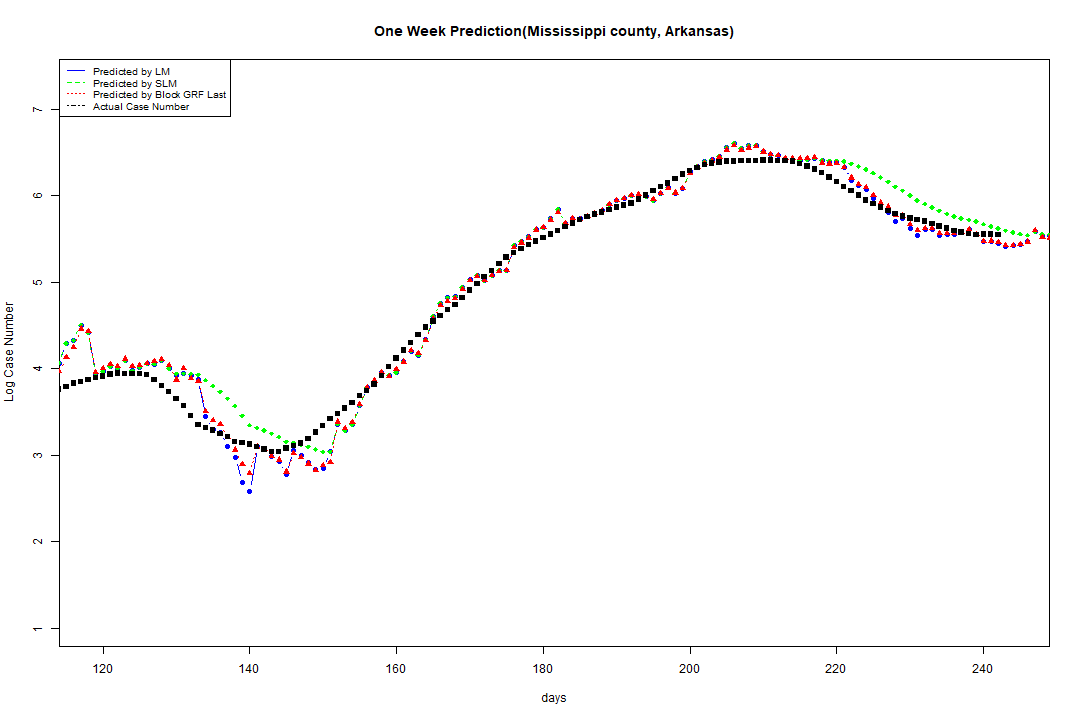 One Week Prediction(Mississippi county, Arkansas)
Predicted by LM
Predicted by SLM
Predicted by Block GRF Last
Actual Case Number
7
6
5
4
3
2
1
Log Case Number
120 140 160 180 200 220 240
days